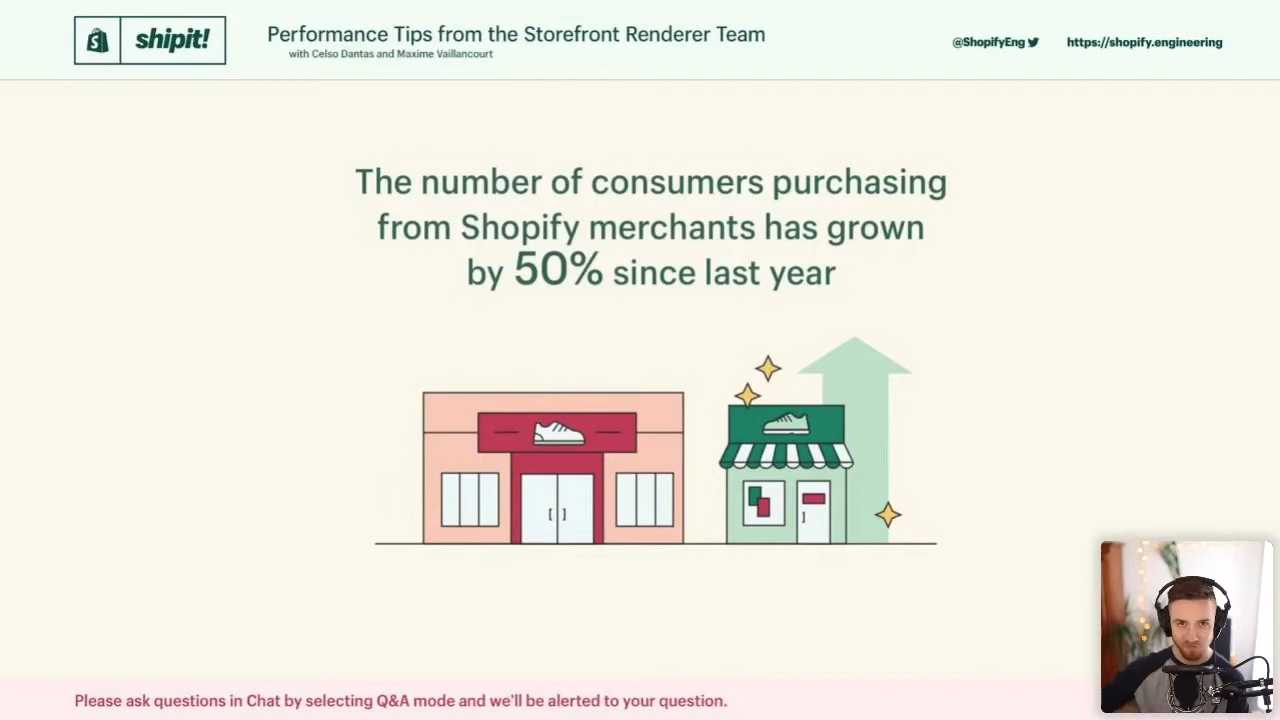 shipit!
Performance Tips from the Storefront Renderer Team
with Celso Dantas and Maxime Vaillancourt
@ShopifyEng
https://shopify.engineering
The number of consumers purchasing
from Shopify merchants has grown
by 50% since last year
Please ask questions in Chat by selecting Q&A mode and we'll be alerted to your question.